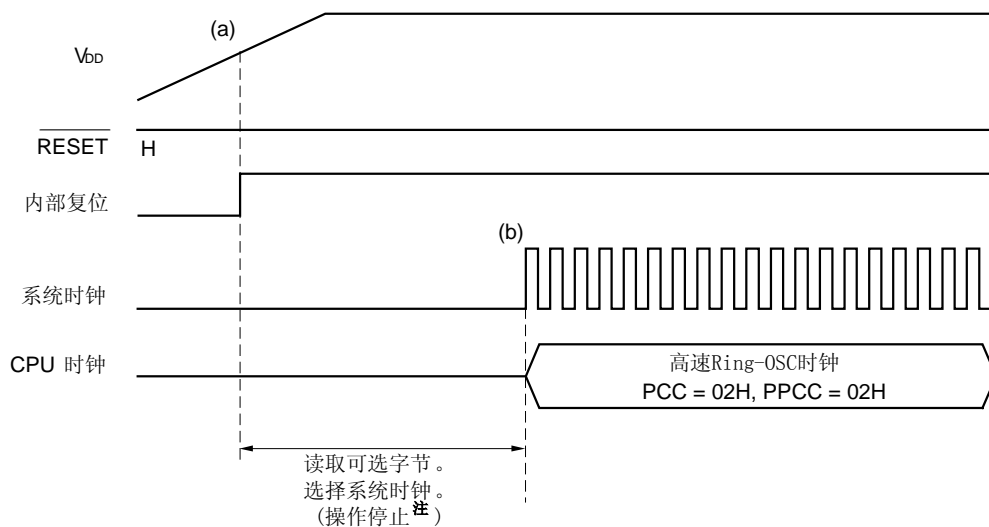 (a)
VDD
RESET
H
内部复位
(b)
系统时钟
CPU 时钟
高速Ring-OSC时钟
PCC = 02H, PPCC = 02H
读取可选字节。
选择系统时钟。
(操作停止注)